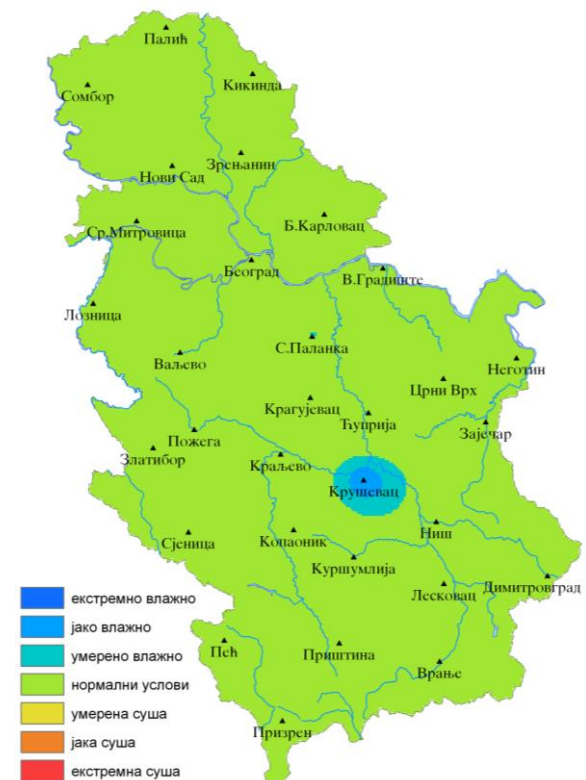 Палић
Сомбор
Кикинда
Зрењанин
Нови Сад
Ср.Митровица
Б.Карловац
Београд
В.Градиште
Лозница
С.Паланка
Ваљево
Неготин
Црни Врх
Крагујевац
Ћуприја
Зајечар
Пожега
Златибор
Краљево
Крушевац
Сјеница
Копаоник
Ниш
Куршумлија
Лесковац
Димитровград
Пећ
Приштина
Врање
Призрен
екстремно влажно
јако влажно
умерено влажно
нормални услови
умерена суша
јака суша
екстремна суша